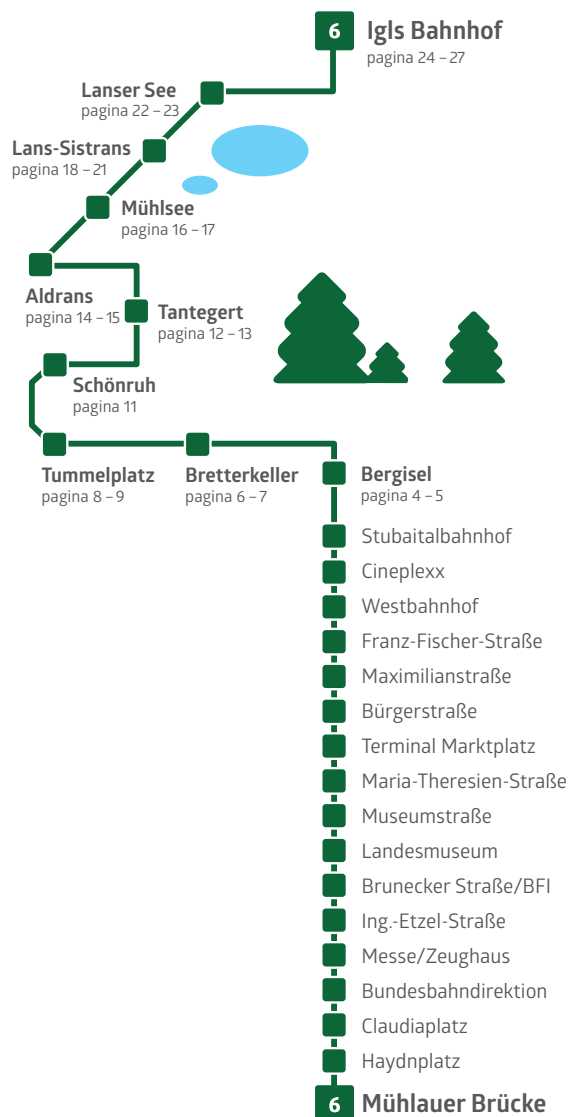 6 Igls Bahnhof
pagina 24 – 27
Lanser See
pagina 22 – 23
Lans-Sistrans
pagina 18 – 21
Mühlsee
pagina 16 – 17
Aldrans
pagina 14 – 15
Tantegert
pagina 12 – 13
Schönruh
pagina 11
Tummelplatz
pagina 8 – 9
Bretterkeller
pagina 6 – 7
Bergisel
pagina 4 – 5
Stubaitalbahnhof
Cineplexx
Westbahnhof
Franz-Fischer-Straße
Maximilianstraße
Bürgerstraße
Terminal Marktplatz
Maria-Theresien-Straße
Museumstraße
Landesmuseum
Brunecker Straße/BFI
Ing.-Etzel-Straße
Messe/Zeughaus
Bundesbahndirektion
Claudiaplatz
Haydnplatz
6 Mühlauer Brücke